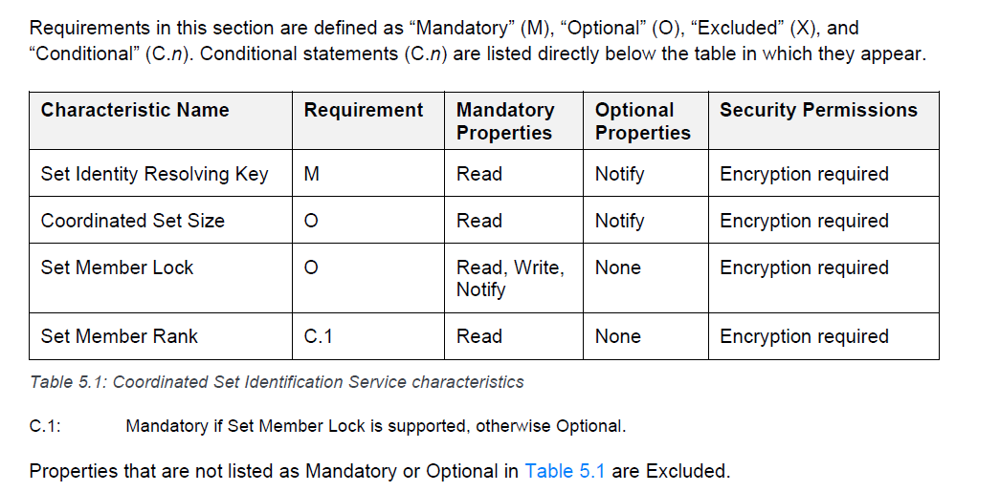 Requirements in this section are defined as “Mandatory” (M), “Optional” (O), “Excluded” (X), and
“Conditional” (C.n). Conditional statements (C.n) are listed directly below the table in which they appear.
Characteristic Name Requirement Mandatory Properties Optional Properties Security Permissions
Set Identity Resolving Key M Read Notify Encryption required
Coordinated Set Size O Read Notify Encryption required
Set Member Lock O Read, Write, Notify None Encryption required
Set Member Rank C.1 Read None Encryption required
Table 5.1: Coordinated Set Identification Service characteristics
C.1: Mandatory if Set Member Lock is supported, otherwise Optional.
Properties that are not listed as Mandatory or Optional in Table 5.1 are Excluded.